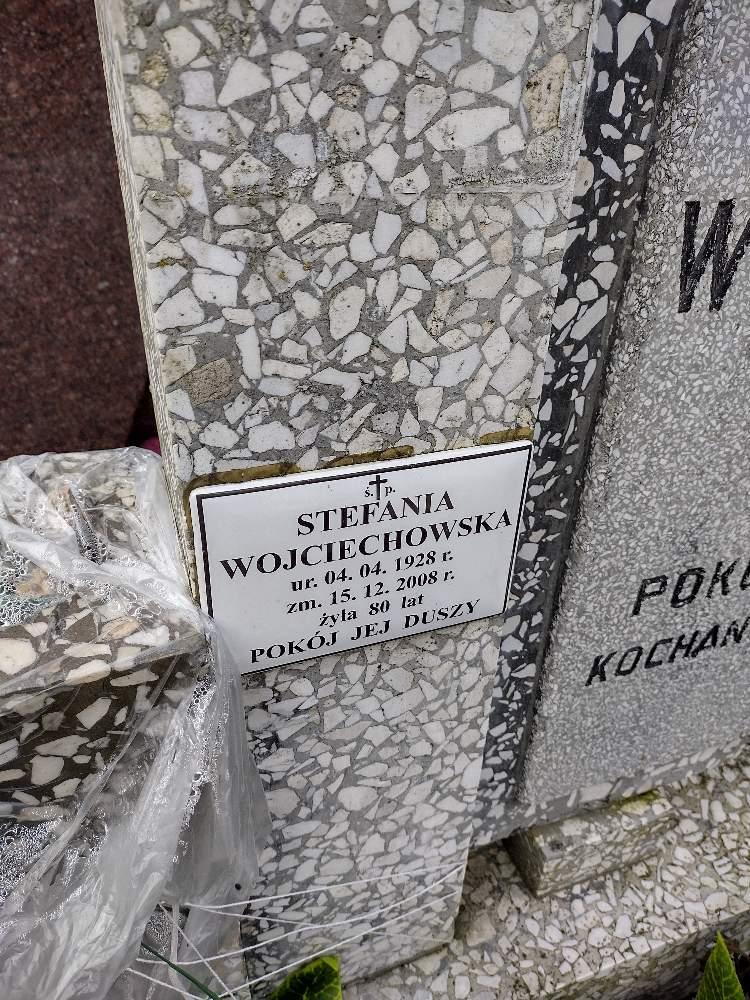 ś. p.
STEFANIA
WOJCIECHOWSKA
ur. 04. 04. 1928 r.
zm. 15. 12. 2008 r.
żyła 80 lat
POKÓJ JEJ DUSZY